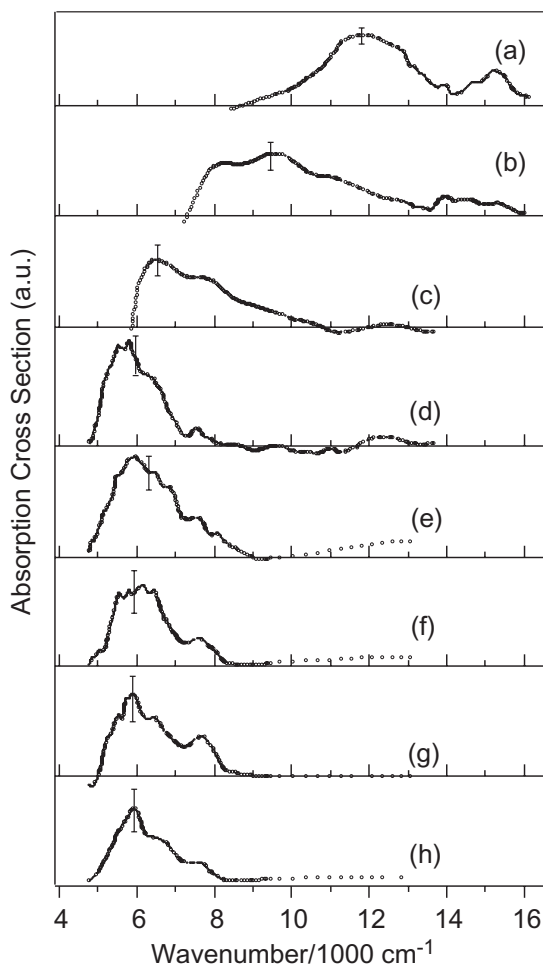 Absorption Cross Section (a.u.)
(a)
(b)
(c)
(d)
(e)
(f)
(g)
(h)
4 6 8 10 12 14 16
Wavenumber/1000 cm⁻¹